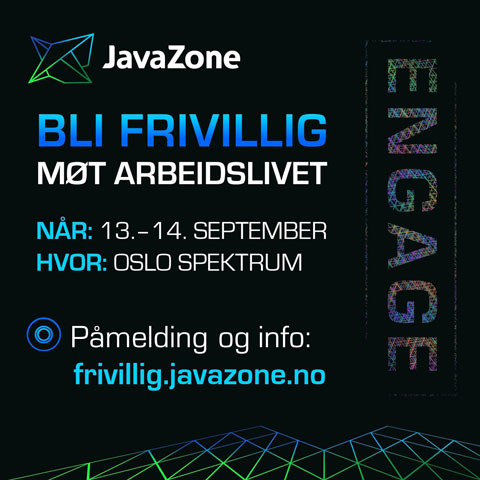 JavaZone
BLI FRIVILLIG
MØT ARBEIDSLIVET
NÅR: 13.–14. SEPTEMBER
HVOR: OSLO SPEKTRUM
Påmelding og info:
frivillig.javazone.no
ENGAGE